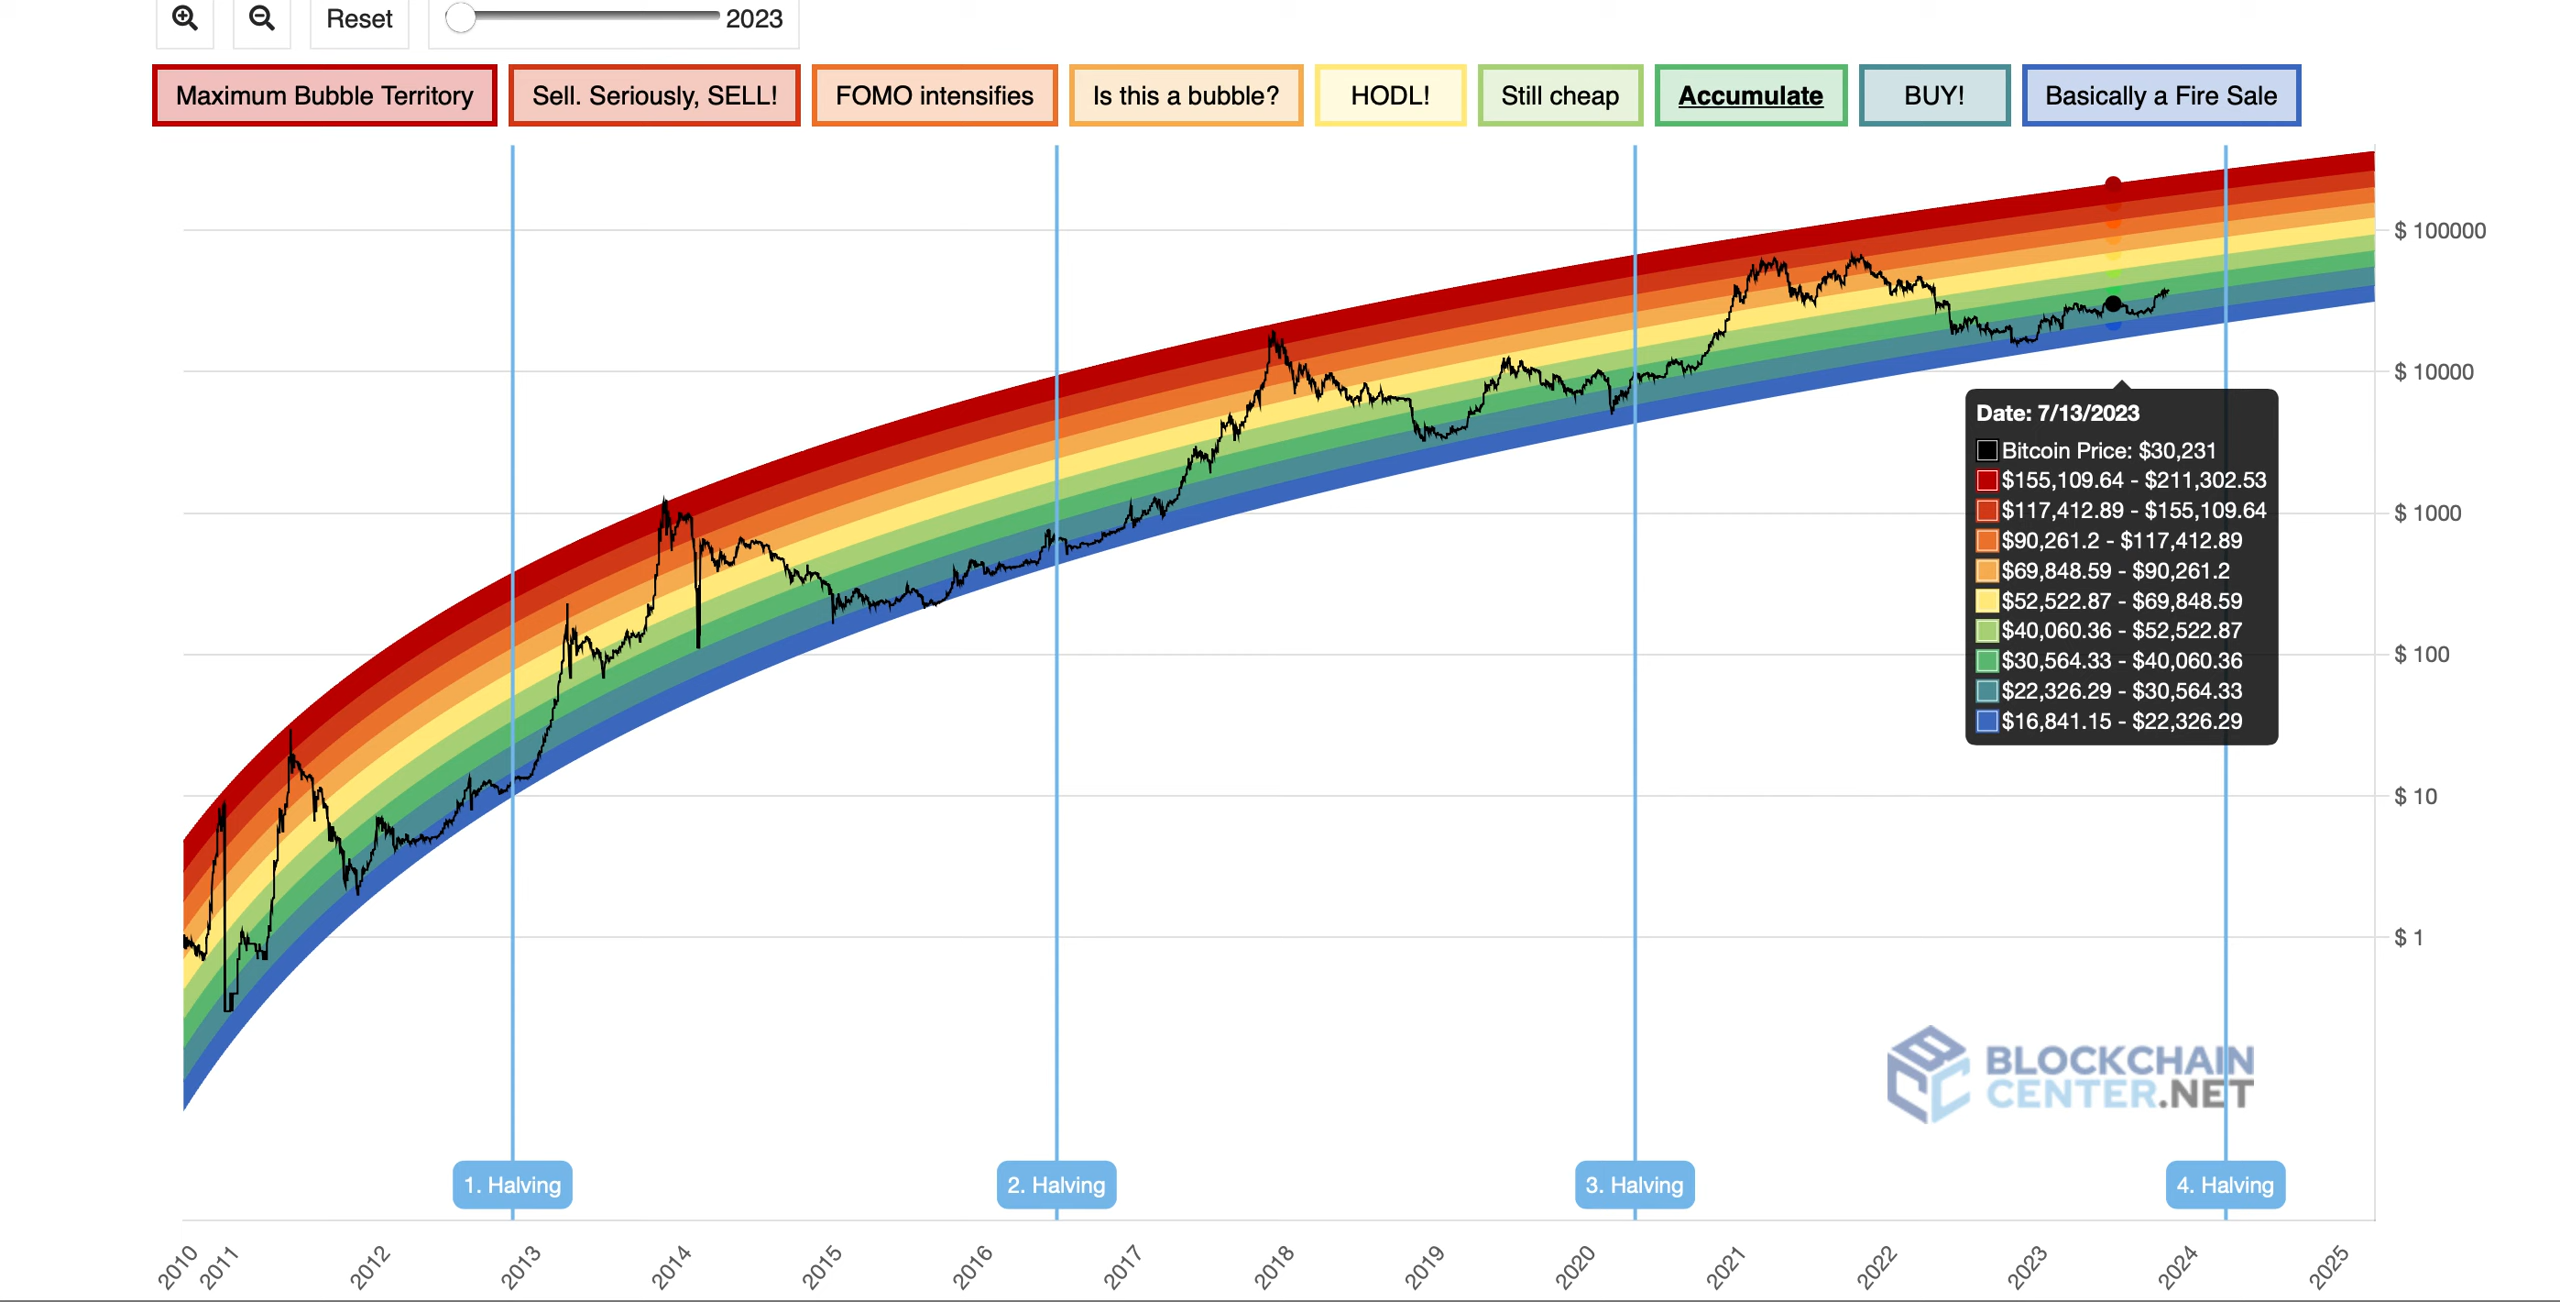 Reset
2023
Maximum Bubble Territory
Sell. Seriously, SELL!
FOMO intensifies
Is this a bubble?
HODL!
Still cheap
Accumulate
BUY!
Basically a Fire Sale
$ 100000
$ 10000
$ 1000
$ 100
$ 10
$ 1
Date: 7/13/2023
Bitcoin Price: $30,231
$155,109.64 - $211,302.53
$117,412.89 - $155,109.64
$90,261.2 - $117,412.89
$69,848.59 - $90,261.2
$52,522.87 - $69,848.59
$40,060.36 - $52,522.87
$30,564.33 - $40,060.36
$22,326.29 - $30,564.33
$16,841.15 - $22,326.29
BLOCKCHAIN
CENTER.NET
1. Halving
2. Halving
3. Halving
4. Halving
2010
2011
2012
2013
2014
2015
2016
2017
2018
2019
2020
2021
2022
2023
2024
2025